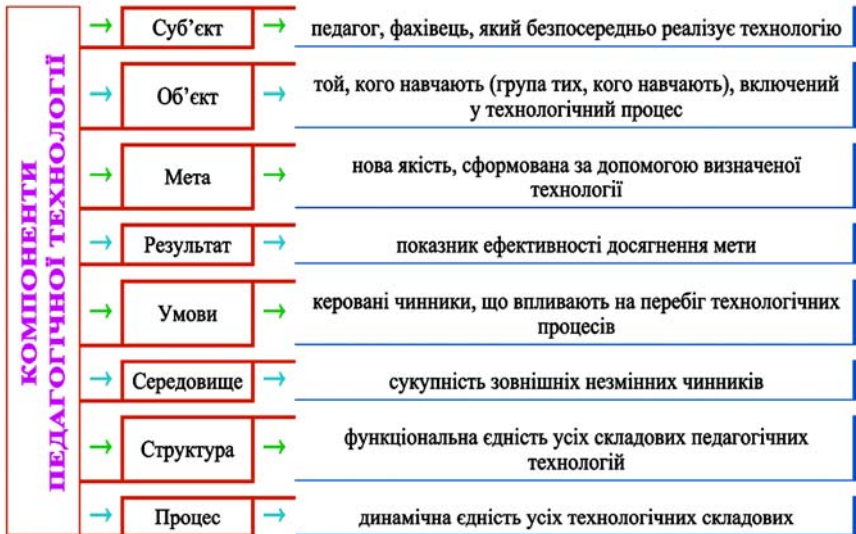 КОМПОНЕНТИ
ПЕДАГОГІЧНОЇ ТЕХНОЛОГІЇ
Суб’єкт
педагог, фахівець, який безпосередньо реалізує технологію
Об’єкт
той, кого навчають (група тих, кого навчають), включений
у технологічний процес
Мета
нова якість, сформована за допомогою визначеної
технології
Результат
показник ефективності досягнення мети
Умови
керовані чинники, що впливають на перебіг технологічних
процесів
Середовище
сукупність зовнішніх незмінних чинників
Структура
функціональна єдність усіх складових педагогічних
технологій
Процес
динамічна єдність усіх технологічних складових